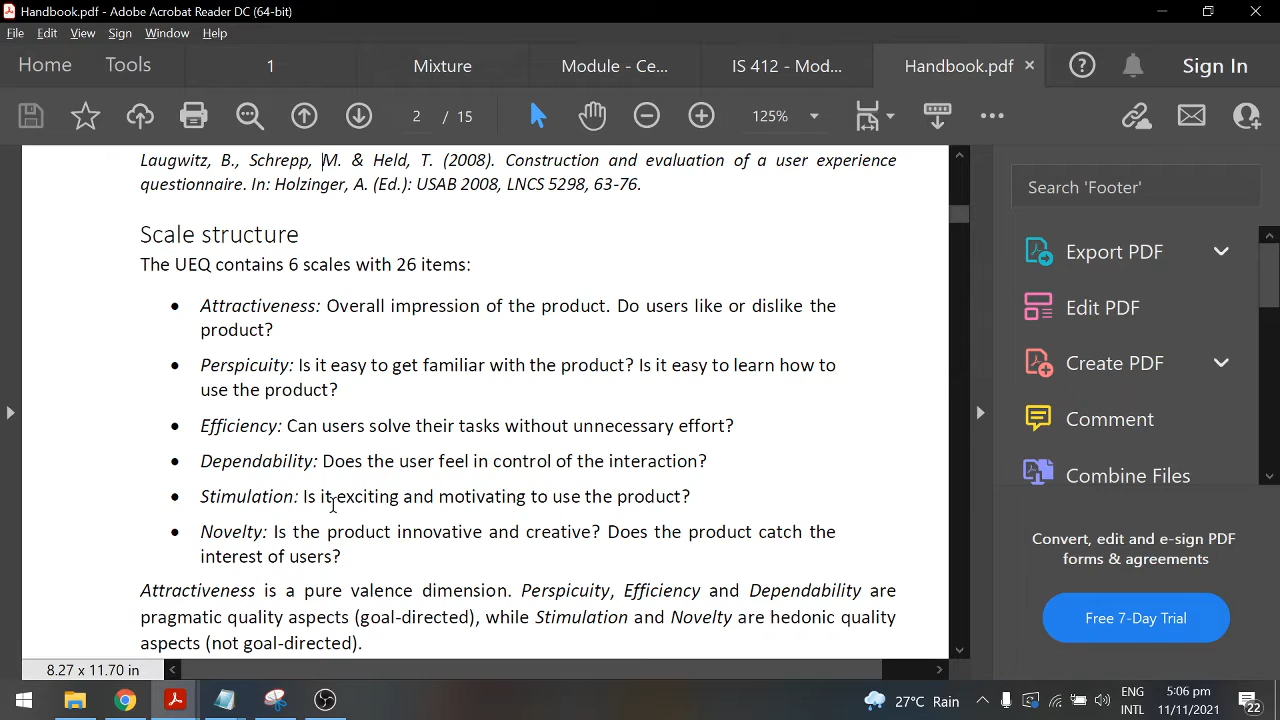 Handbook.pdf - Adobe Acrobat Reader DC (64-bit)
File Edit View Sign Window Help
Home Tools 1 Mixture Module - Ce... IS 412 - Mod... Handbook.pdf × ? Sign In
2 / 15 125%
Laugwitz, B., Schrepp, M. & Held, T. (2008). Construction and evaluation of a user experience
questionnaire. In: Holzinger, A. (Ed.): USAB 2008, LNCS 5298, 63-76.
Scale structure
The UEQ contains 6 scales with 26 items:
• Attractiveness: Overall impression of the product. Do users like or dislike the
product?
• Perspicuity: Is it easy to get familiar with the product? Is it easy to learn how to
use the product?
• Efficiency: Can users solve their tasks without unnecessary effort?
• Dependability: Does the user feel in control of the interaction?
• Stimulation: Is it exciting and motivating to use the product?
• Novelty: Is the product innovative and creative? Does the product catch the
interest of users?
Attractiveness is a pure valence dimension. Perspicuity, Efficiency and Dependability are
pragmatic quality aspects (goal-directed), while Stimulation and Novelty are hedonic quality
aspects (not goal-directed).
8.27 x 11.70 in
Search 'Footer'
Export PDF
Edit PDF
Create PDF
Comment
Combine Files
Convert, edit and e-sign PDF
forms & agreements
Free 7-Day Trial
27°C Rain
ENG
INTL
5:06 pm
11/11/2021
22